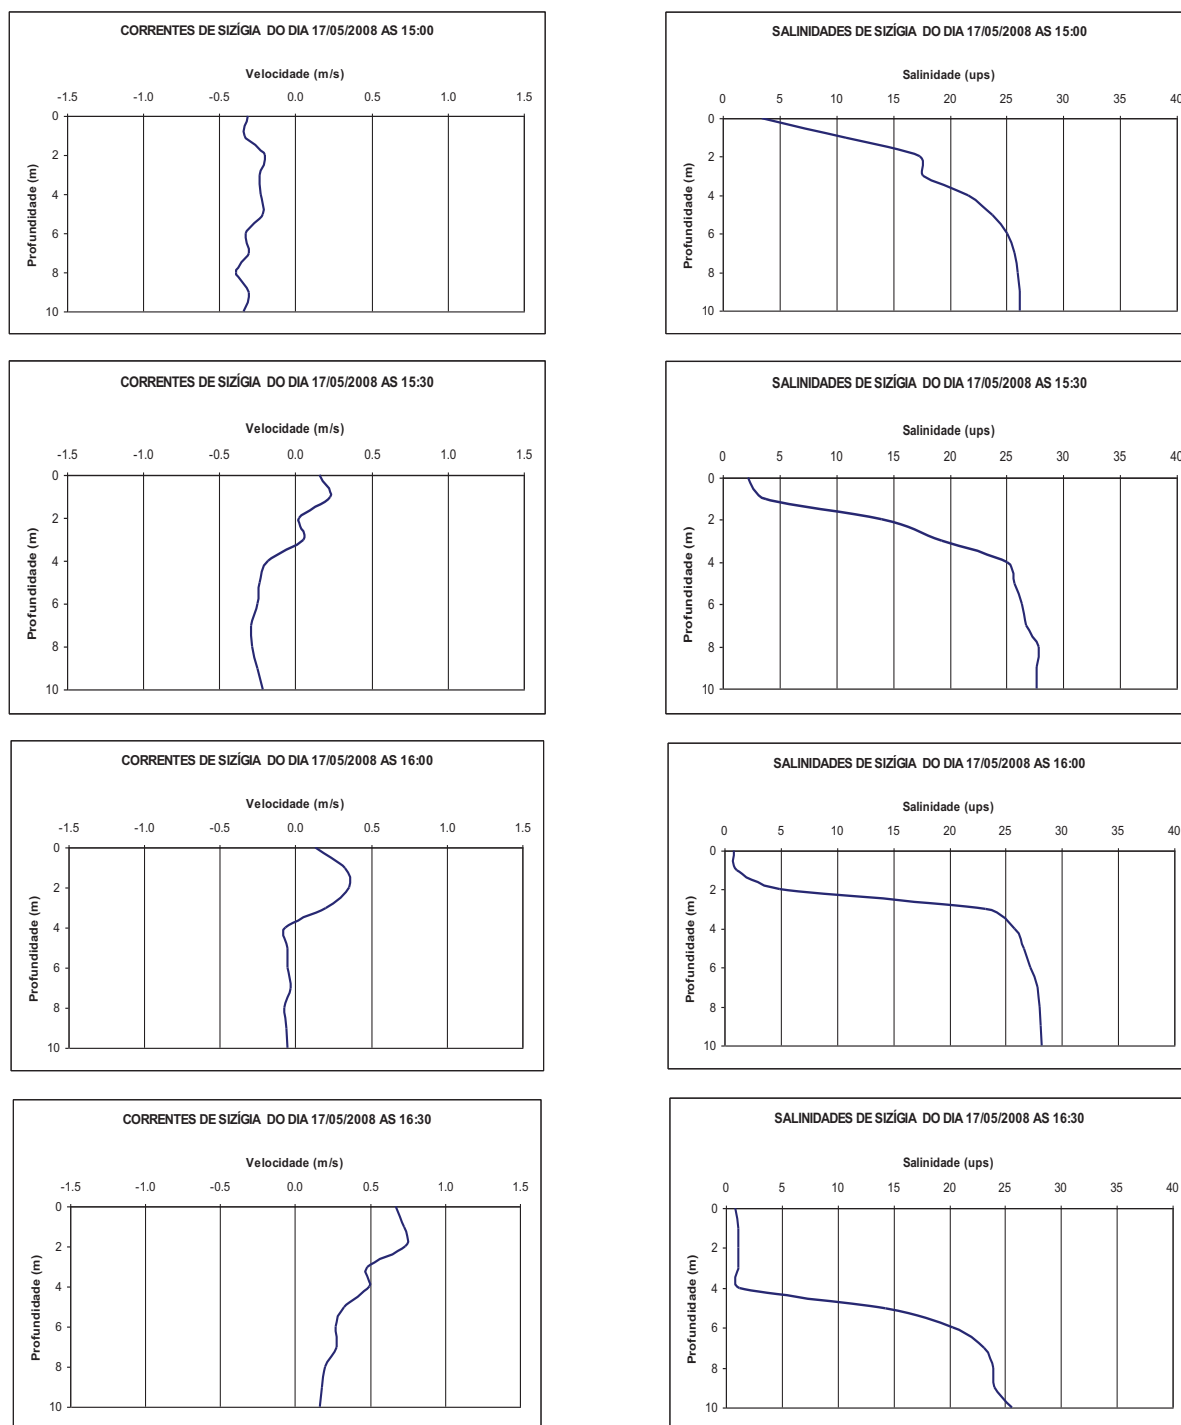 CORRENTES DE SIZÍGIA DO DIA 17/05/2008 AS 15:00
Velocidade (m/s)
-1.5 -1.0 -0.5 0.0 0.5 1.0 1.5
Profundidade (m)
0
2
4
6
8
10
SALINIDADES DE SIZÍGIA DO DIA 17/05/2008 AS 15:00
Salinidade (ups)
0 5 10 15 20 25 30 35 40
Profundidade (m)
0
2
4
6
8
10
CORRENTES DE SIZÍGIA DO DIA 17/05/2008 AS 15:30
Velocidade (m/s)
-1.5 -1.0 -0.5 0.0 0.5 1.0 1.5
Profundidade (m)
0
2
4
6
8
10
SALINIDADES DE SIZÍGIA DO DIA 17/05/2008 AS 15:30
Salinidade (ups)
0 5 10 15 20 25 30 35 40
Profundidade (m)
0
2
4
6
8
10
CORRENTES DE SIZÍGIA DO DIA 17/05/2008 AS 16:00
Velocidade (m/s)
-1.5 -1.0 -0.5 0.0 0.5 1.0 1.5
Profundidade (m)
0
2
4
6
8
10
SALINIDADES DE SIZÍGIA DO DIA 17/05/2008 AS 16:00
Salinidade (ups)
0 5 10 15 20 25 30 35 40
Profundidade (m)
0
2
4
6
8
10
CORRENTES DE SIZÍGIA DO DIA 17/05/2008 AS 16:30
Velocidade (m/s)
-1.5 -1.0 -0.5 0.0 0.5 1.0 1.5
Profundidade (m)
0
2
4
6
8
10
SALINIDADES DE SIZÍGIA DO DIA 17/05/2008 AS 16:30
Salinidade (ups)
0 5 10 15 20 25 30 35 40
Profundidade (m)
0
2
4
6
8
10